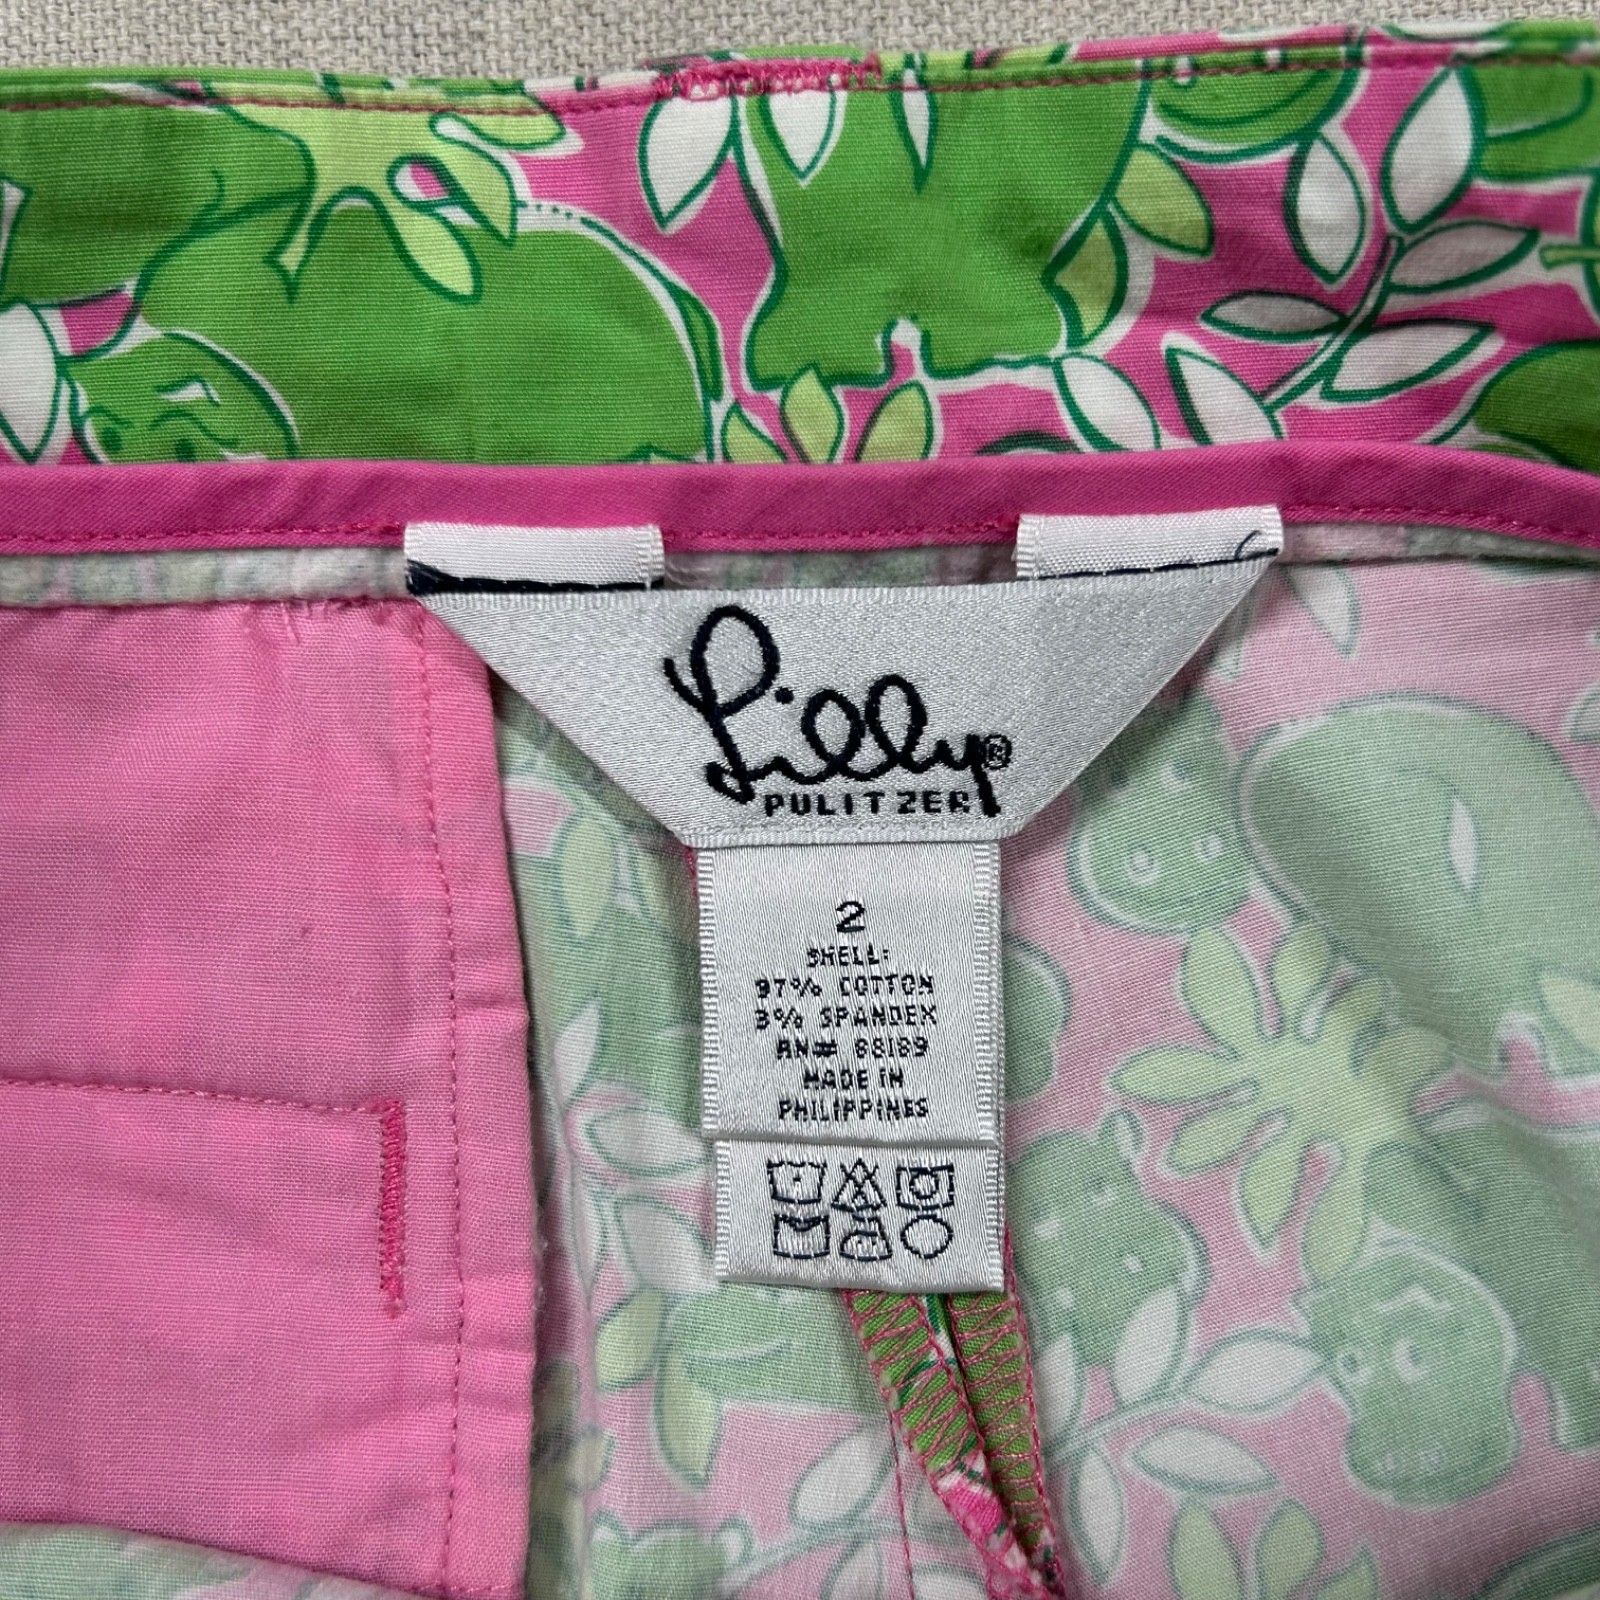 Lilly®
PULITZER
2
SHELL:
97% COTTON
3% SPANDEX
RN# 88189
MADE IN
PHILIPPINES